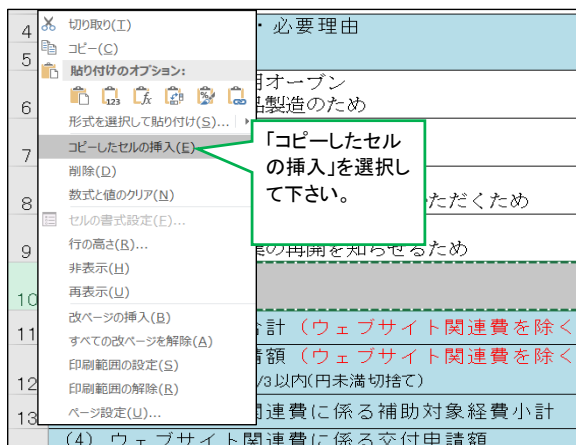 4
・必要理由
5
6
用オーブン
品製造のため
7
8
ただくため
9
業の再開を知らせるため
10
11
計（ウェブサイト関連費を除く
12
請額（ウェブサイト関連費を除く
/3以内(円未満切捨て)
13
連費に係る補助対象経費小計
(4) ウェブサイト関連費に係る交付申請額
切り取り(T)
コピー(C)
貼り付けのオプション:
123
fx
%
形式を選択して貼り付け(S)...
コピーしたセルの挿入(E)
削除(D)
数式と値のクリア(N)
セルの書式設定(F)...
行の高さ(R)...
非表示(H)
再表示(U)
改ページの挿入(B)
すべての改ページを解除(A)
印刷範囲の設定(S)
印刷範囲の解除(R)
ページ設定(U)...
「コピーしたセル
の挿入」を選択し
て下さい。